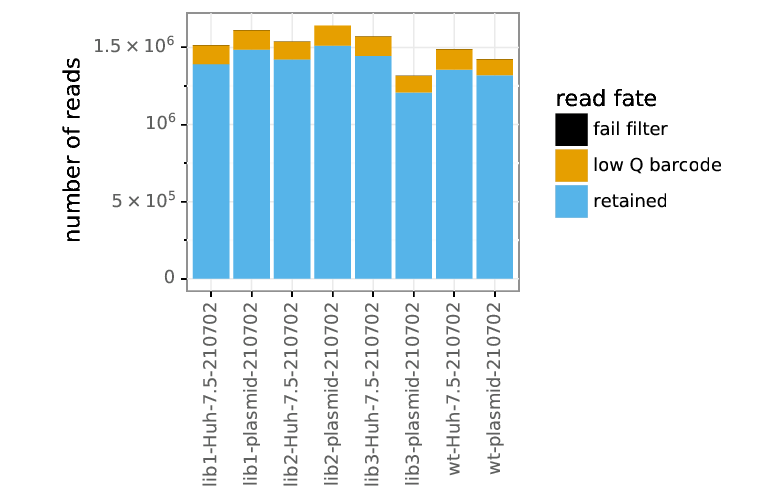 number of reads
1.5 × 10⁶
10⁶
5 × 10⁵
0
lib1-Huh-7.5-210702
lib1-plasmid-210702
lib2-Huh-7.5-210702
lib2-plasmid-210702
lib3-Huh-7.5-210702
lib3-plasmid-210702
wt-Huh-7.5-210702
wt-plasmid-210702
read fate
fail filter
low Q barcode
retained